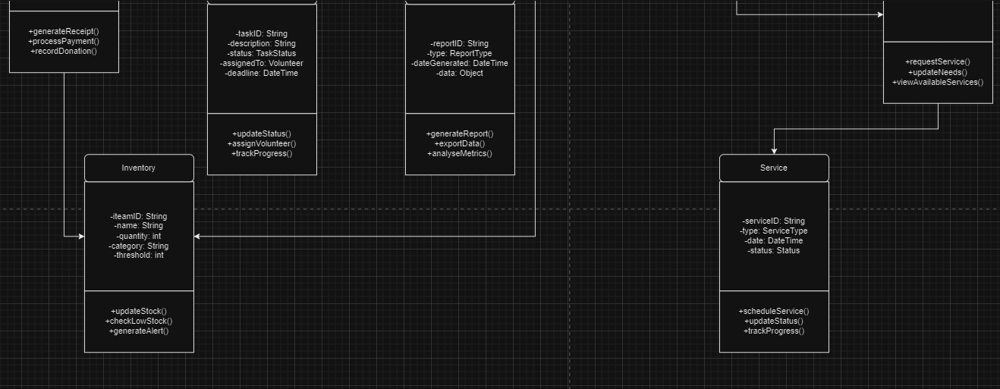 +generateReceipt()
+processPayment()
+recordDonation()
-taskID: String
-description: String
-status: TaskStatus
-assignedTo: Volunteer
-deadline: DateTime
+updateStatus()
+assignVolunteer()
+trackProgress()
-reportID: String
-type: ReportType
-dateGenerated: DateTime
-data: Object
+generateReport()
+exportData()
+analyseMetrics()
+requestService()
+updateNeeds()
+viewAvailableServices()
Inventory
-iteamID: String
-name: String
-quantity: int
-category: String
-threshold: int
+updateStock()
+checkLowStock()
+generateAlert()
Service
-serviceID: String
-type: ServiceType
-date: DateTime
-status: Status
+scheduleService()
+updateStatus()
+trackProgress()